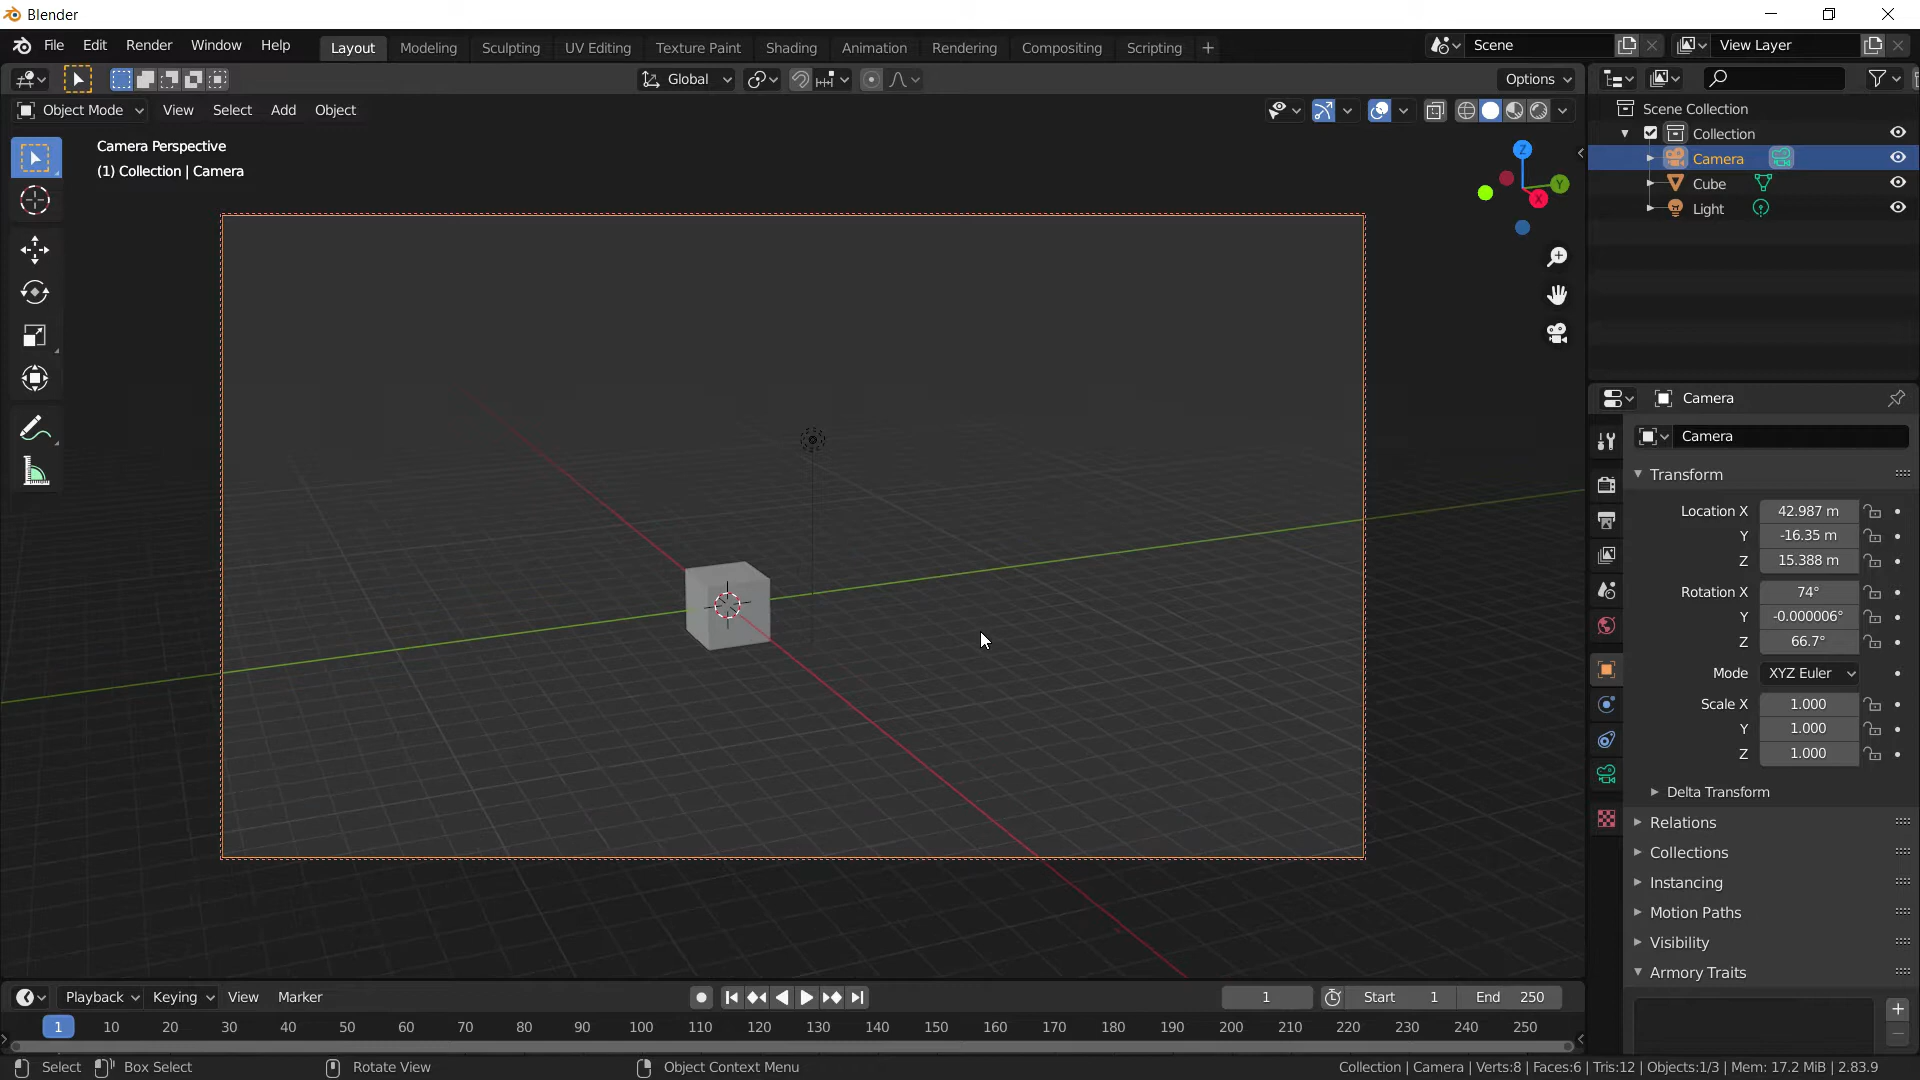 Blender
File Edit Render Window Help Layout Modeling Sculpting UV Editing Texture Paint Shading Animation Rendering Compositing Scripting + Scene View Layer
Global Options
Object Mode View Select Add Object
Camera Perspective
(1) Collection | Camera
Z
Y
X
Scene Collection
Collection
Camera
Cube
Light
Camera
Camera
Transform
Location X 42.987 m
Y -16.35 m
Z 15.388 m
Rotation X 74°
Y -0.000006°
Z 66.7°
Mode XYZ Euler
Scale X 1.000
Y 1.000
Z 1.000
Delta Transform
Relations
Collections
Instancing
Motion Paths
Visibility
Armory Traits
Playback Keying View Marker 1 Start 1 End 250
1 10 20 30 40 50 60 70 80 90 100 110 120 130 140 150 160 170 180 190 200 210 220 230 240 250
Select Box Select Rotate View Object Context Menu Collection | Camera | Verts:8 | Faces:6 | Tris:12 | Objects:1/3 | Mem: 17.2 MiB | 2.83.9